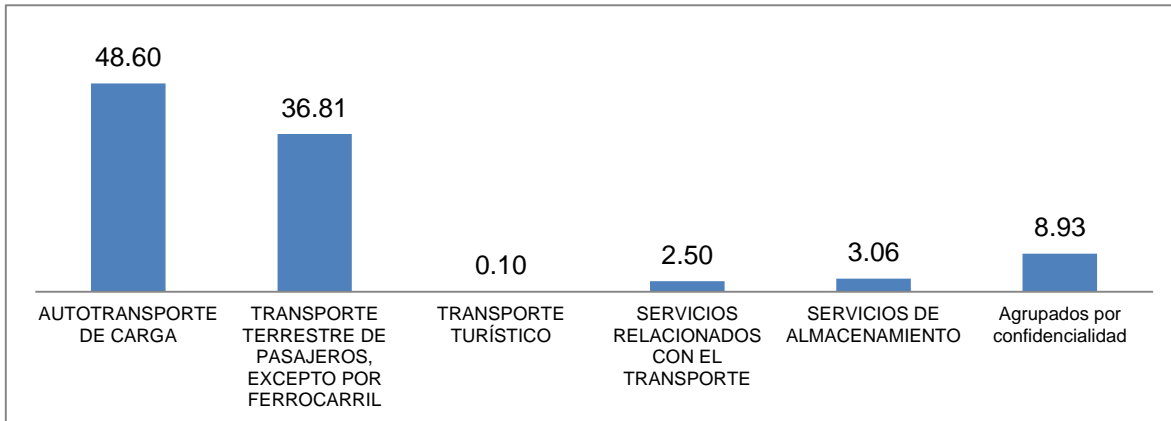 48.60
36.81
0.10
2.50
3.06
8.93
AUTOTRANSPORTE
DE CARGA
TRANSPORTE
TERRESTRE DE
PASAJEROS,
EXCEPTO POR
FERROCARRIL
TRANSPORTE
TURÍSTICO
SERVICIOS
RELACIONADOS
CON EL
TRANSPORTE
SERVICIOS DE
ALMACENAMIENTO
Agrupados por
confidencialidad